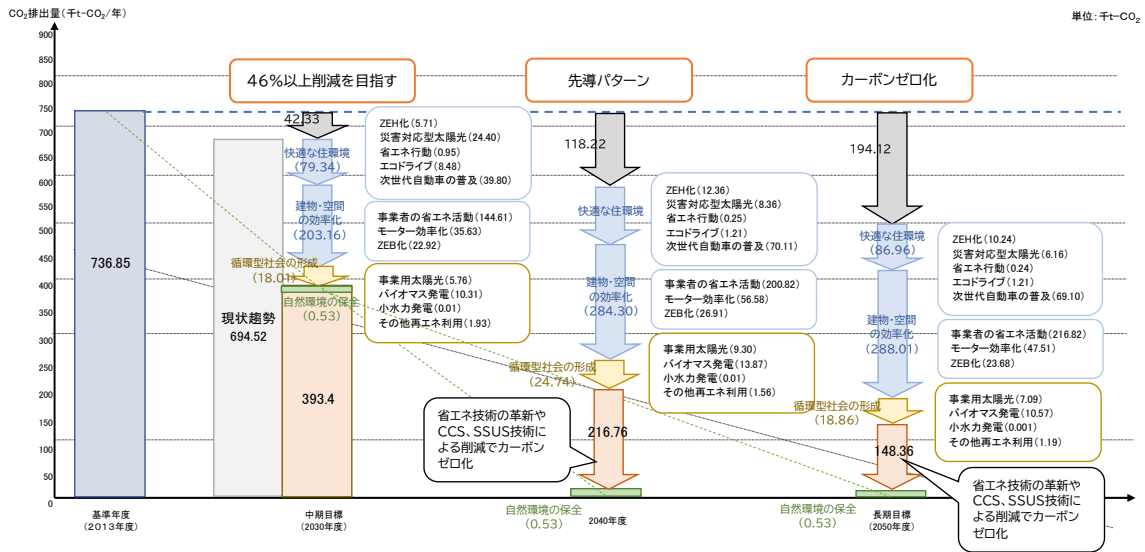 CO₂排出量(千t-CO₂/年)
単位:千t-CO₂
900
850
800
750
700
650
600
550
500
450
400
350
300
250
200
150
100
50
0
46%以上削減を目指す
先導パターン
カーボンゼロ化
736.85
基準年度
(2013年度)
現状趨勢
694.52
42.33
快適な住環境
(79.34)
建物・空間
の効率化
(203.16)
循環型社会の形成
(18.01)
自然環境の保全
(0.53)
393.4
中期目標
(2030年度)
ZEH化(5.71)
災害対応型太陽光(24.40)
省エネ行動(0.95)
エコドライブ(8.48)
次世代自動車の普及(39.80)
事業者の省エネ活動(144.61)
モーター効率化(35.63)
ZEB化(22.92)
事業用太陽光(5.76)
バイオマス発電(10.31)
小水力発電(0.01)
その他再エネ利用(1.93)
118.22
快適な住環境
建物・空間
の効率化
(284.30)
循環型社会の形成
(24.74)
216.76
自然環境の保全
(0.53)
2040年度
省エネ技術の革新や
CCS、SSUS技術に
よる削減でカーボン
ゼロ化
ZEH化(12.36)
災害対応型太陽光(8.36)
省エネ行動(0.25)
エコドライブ(1.21)
次世代自動車の普及(70.11)
事業者の省エネ活動(200.82)
モーター効率化(56.58)
ZEB化(26.91)
事業用太陽光(9.30)
バイオマス発電(13.87)
小水力発電(0.01)
その他再エネ利用(1.56)
194.12
快適な住環境
(86.96)
建物・空間
の効率化
(288.01)
循環型社会の形成
(18.86)
148.36
自然環境の保全
(0.53)
長期目標
(2050年度)
ZEH化(10.24)
災害対応型太陽光(6.16)
省エネ行動(0.24)
エコドライブ(1.21)
次世代自動車の普及(69.10)
事業者の省エネ活動(216.82)
モーター効率化(47.51)
ZEB化(23.68)
事業用太陽光(7.09)
バイオマス発電(10.57)
小水力発電(0.001)
その他再エネ利用(1.19)
省エネ技術の革新や
CCS、SSUS技術に
よる削減でカーボン
ゼロ化